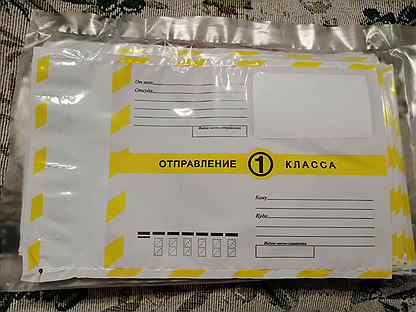 От кого
Откуда
Индекс места отправления
ОТПРАВЛЕНИЕ 1 КЛАССА
Кому
Куда
Индекс места назначения